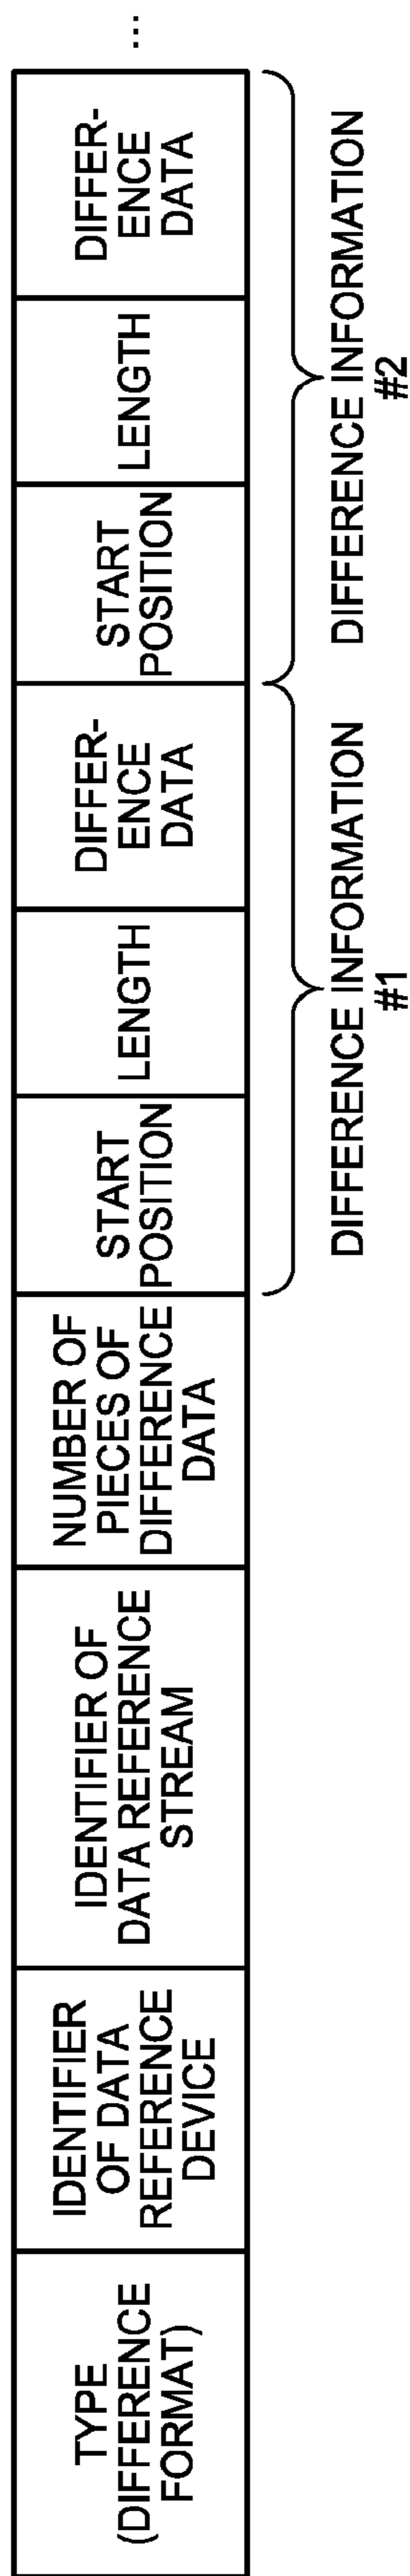 TYPE
(DIFFERENCE
FORMAT)
IDENTIFIER
OF DATA
REFERENCE
DEVICE
IDENTIFIER OF
DATA REFERENCE
STREAM
NUMBER OF
PIECES OF
DIFFERENCE
DATA
START
POSITION
LENGTH
DIFFER-
ENCE
DATA
START
POSITION
LENGTH
DIFFER-
ENCE
DATA
...
DIFFERENCE INFORMATION
#1
DIFFERENCE INFORMATION
#2